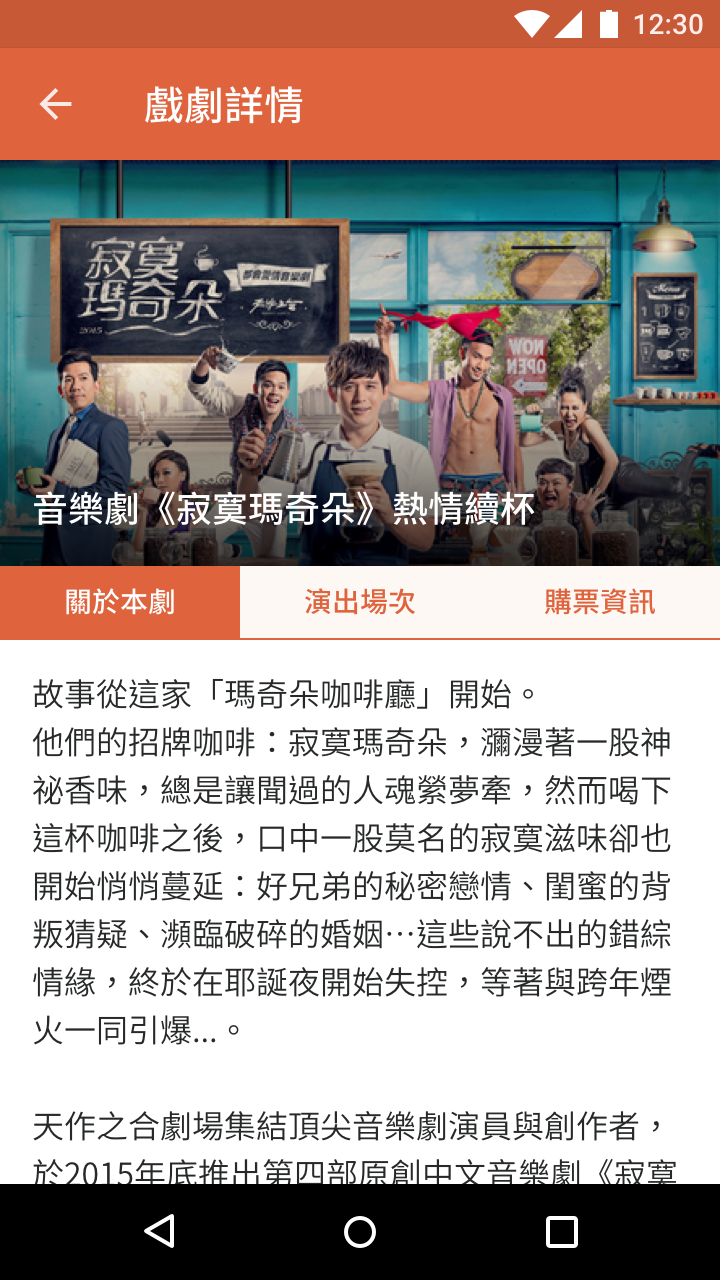 12:30
戲劇詳情
寂寞
瑪奇朵
都會愛情音樂劇
2015
Menu
NOW
OPEN
音樂劇《寂寞瑪奇朵》熱情續杯
關於本劇
演出場次
購票資訊
故事從這家「瑪奇朵咖啡廳」開始。
他們的招牌咖啡：寂寞瑪奇朵，瀰漫著一股神
祕香味，總是讓聞過的人魂縈夢牽，然而喝下
這杯咖啡之後，口中一股莫名的寂寞滋味卻也
開始悄悄蔓延：好兄弟的秘密戀情、閨蜜的背
叛猜疑、瀕臨破碎的婚姻…這些說不出的錯綜
情緣，終於在耶誕夜開始失控，等著與跨年煙
火一同引爆...。
天作之合劇場集結頂尖音樂劇演員與創作者，
於2015年底推出第四部原創中文音樂劇《寂寞